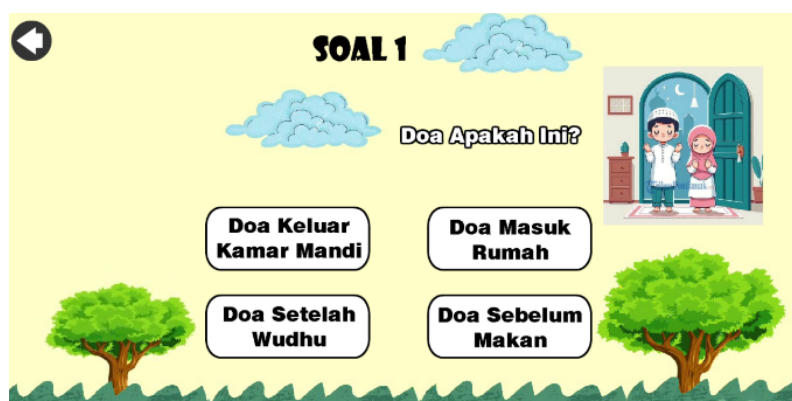 SOAL 1
Doa Apakah Ini?
Doa Keluar
Kamar Mandi
Doa Masuk
Rumah
Doa Setelah
Wudhu
Doa Sebelum
Makan